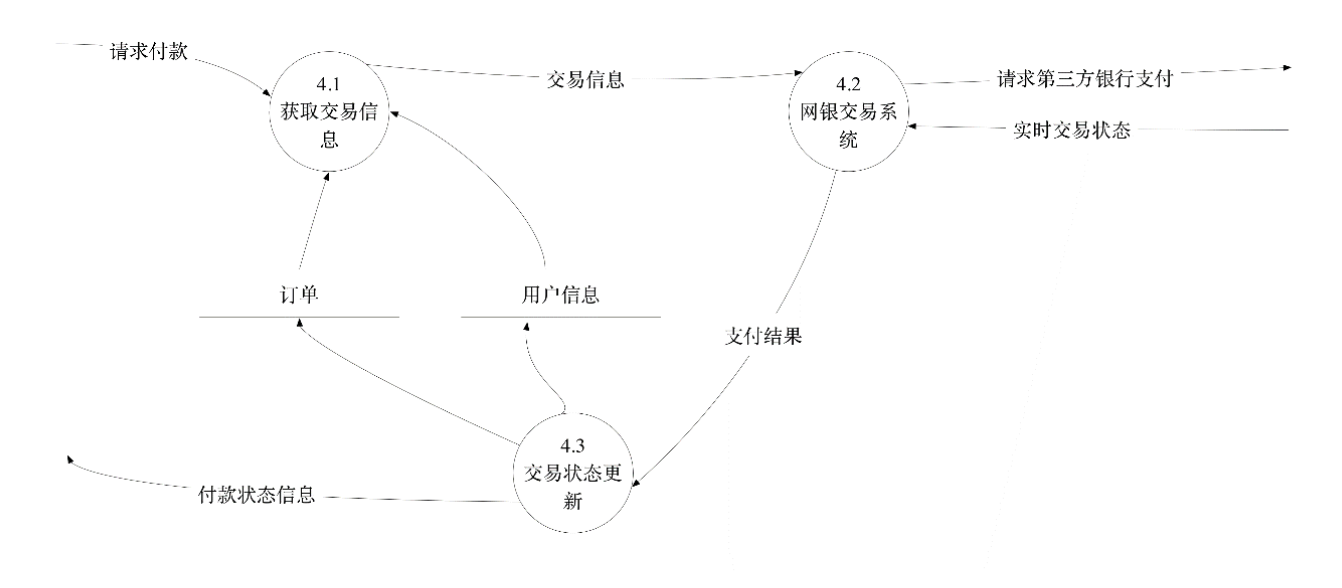 请求付款
4.1
获取交易信
息
交易信息
4.2
网银交易系
统
请求第三方银行支付
实时交易状态
订单
用户信息
支付结果
4.3
交易状态更
新
付款状态信息